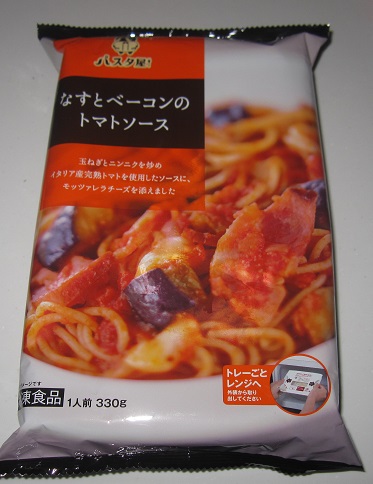 パスタ屋
なすとベーコンの
トマトソース
玉ねぎとニンニクを炒め
イタリア産完熟トマトを使用したソースに、
モッツァレラチーズを添えました
トレーごと
レンジへ
外袋から取り
出してください
ージです
凍食品
1人前 330g